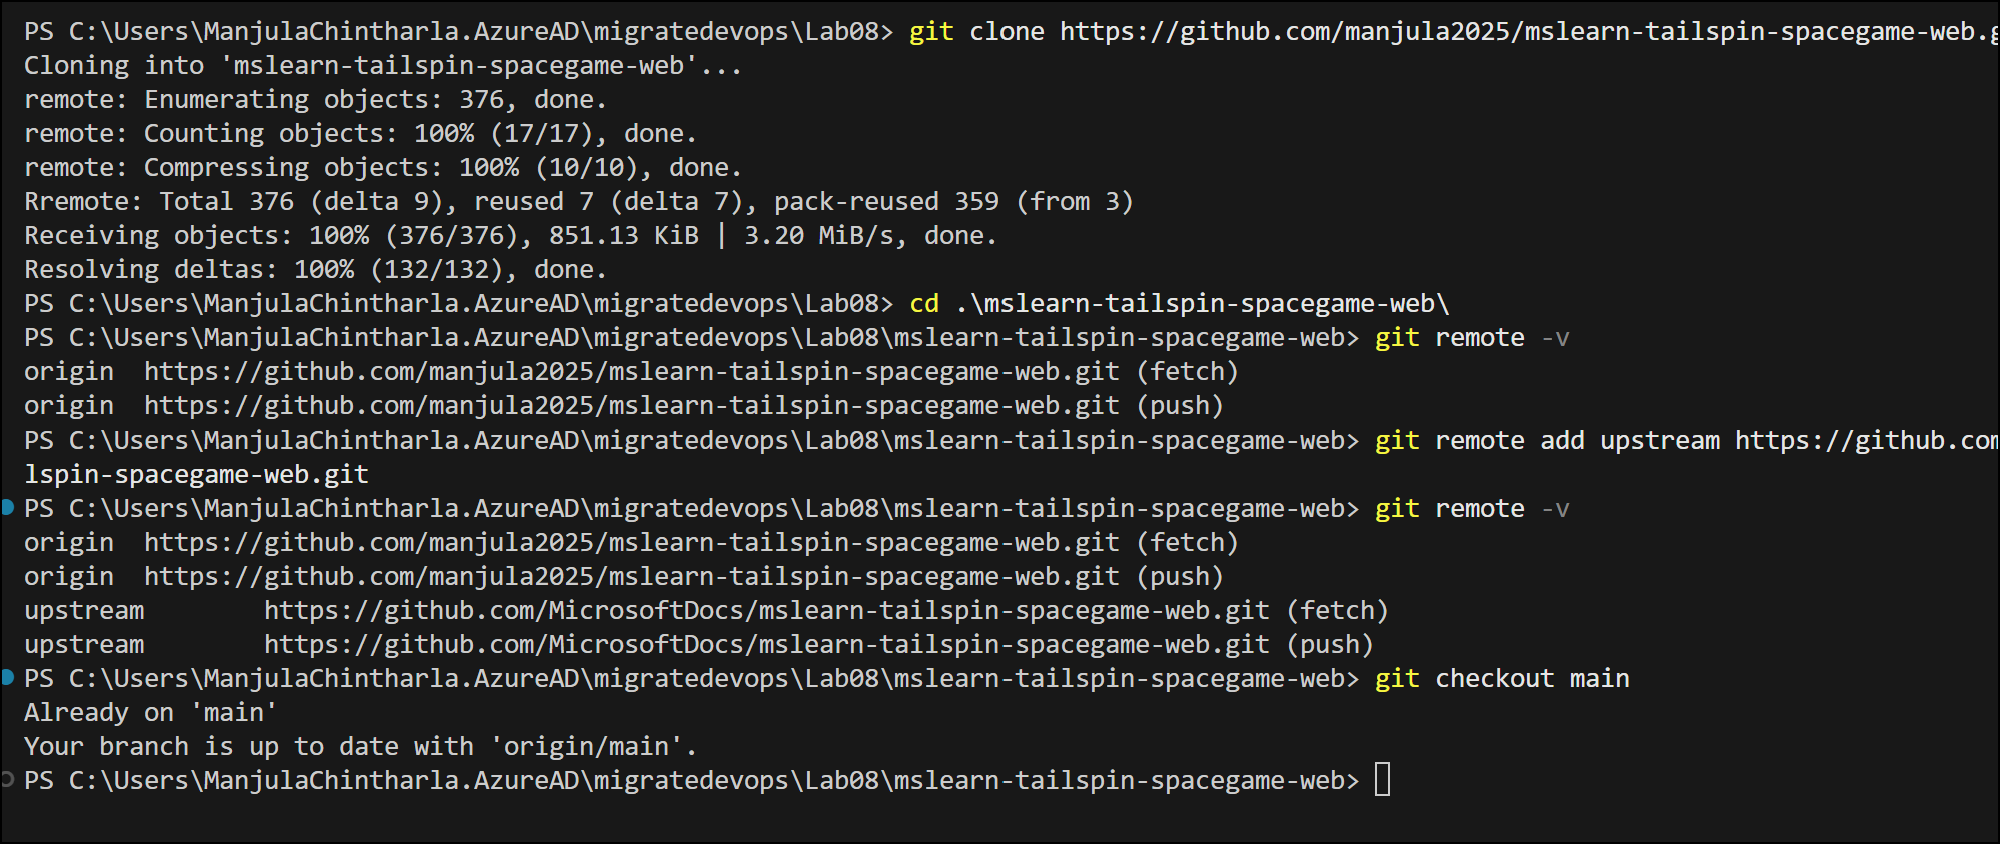 PS C:\Users\ManjulaChintharla.AzureAD\migratedevops\Lab08> git clone https://github.com/manjula2025/mslearn-tailspin-spacegame-web.g
Cloning into 'mslearn-tailspin-spacegame-web'...
remote: Enumerating objects: 376, done.
remote: Counting objects: 100% (17/17), done.
remote: Compressing objects: 100% (10/10), done.
Rremote: Total 376 (delta 9), reused 7 (delta 7), pack-reused 359 (from 3)
Receiving objects: 100% (376/376), 851.13 KiB | 3.20 MiB/s, done.
Resolving deltas: 100% (132/132), done.
PS C:\Users\ManjulaChintharla.AzureAD\migratedevops\Lab08> cd .\mslearn-tailspin-spacegame-web\
PS C:\Users\ManjulaChintharla.AzureAD\migratedevops\Lab08\mslearn-tailspin-spacegame-web> git remote -v
origin  https://github.com/manjula2025/mslearn-tailspin-spacegame-web.git (fetch)
origin  https://github.com/manjula2025/mslearn-tailspin-spacegame-web.git (push)
PS C:\Users\ManjulaChintharla.AzureAD\migratedevops\Lab08\mslearn-tailspin-spacegame-web> git remote add upstream https://github.com
lspin-spacegame-web.git
PS C:\Users\ManjulaChintharla.AzureAD\migratedevops\Lab08\mslearn-tailspin-spacegame-web> git remote -v
origin  https://github.com/manjula2025/mslearn-tailspin-spacegame-web.git (fetch)
origin  https://github.com/manjula2025/mslearn-tailspin-spacegame-web.git (push)
upstream        https://github.com/MicrosoftDocs/mslearn-tailspin-spacegame-web.git (fetch)
upstream        https://github.com/MicrosoftDocs/mslearn-tailspin-spacegame-web.git (push)
PS C:\Users\ManjulaChintharla.AzureAD\migratedevops\Lab08\mslearn-tailspin-spacegame-web> git checkout main
Already on 'main'
Your branch is up to date with 'origin/main'.
PS C:\Users\ManjulaChintharla.AzureAD\migratedevops\Lab08\mslearn-tailspin-spacegame-web>